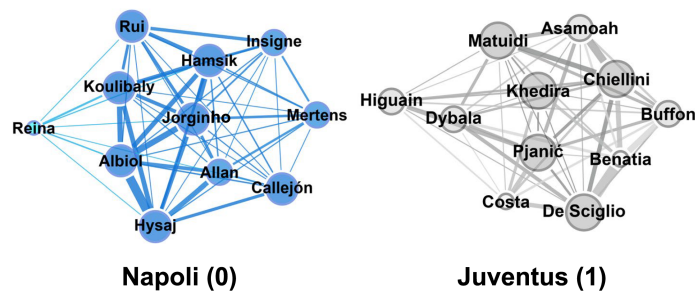 Rui
Insigne
Hamsik
Koulibaly
Jorginho
Mertens
Reina
Albiol
Allan
Callejón
Hysaj
Napoli (0)
Asamoah
Matuidi
Chiellini
Khedira
Higuain
Dybala
Buffon
Pjanić
Benatia
Costa
De Sciglio
Juventus (1)